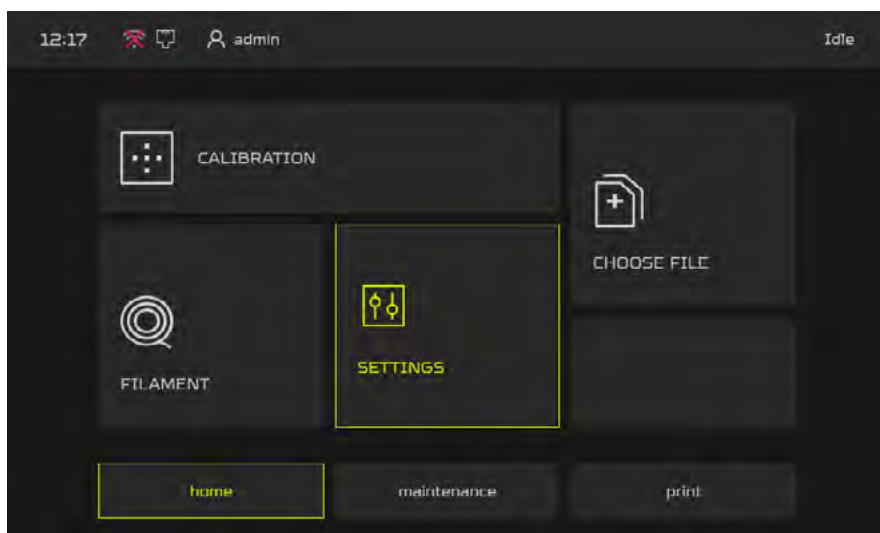 12:17 admin Idle
CALIBRATION
CHOOSE FILE
FILAMENT
SETTINGS
home maintenance print